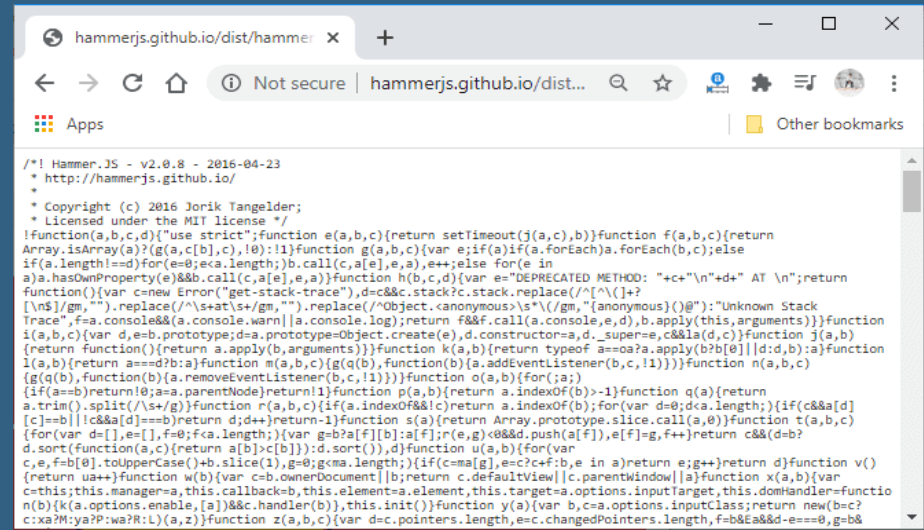 hammerjs.github.io/dist/hammer
Not secure | hammerjs.github.io/dist...
Apps
Other bookmarks
/*! Hammer.JS - v2.0.8 - 2016-04-23
 * http://hammerjs.github.io/
 *
 * Copyright (c) 2016 Jorik Tangelder;
 * Licensed under the MIT license */
!function(a,b,c,d){"use strict";function e(a,b,c){return setTimeout(j(a,c),b)}function f(a,b,c){return
Array.isArray(a)?(g(a,c[b],c),!0):!1}function g(a,b,c){var e;if(a)if(a.forEach)a.forEach(b,c);else
if(a.length!==d)for(e=0;e<a.length;)b.call(c,a[e],e,a),e++;else for(e in
a)a.hasOwnProperty(e)&&b.call(c,a[e],e,a)}function h(b,c,d){var e="DEPRECATED METHOD: "+c+"\n"+d+" AT \n";return
function(){var c=new Error("get-stack-trace"),d=c&&c.stack?c.stack.replace(/^[^\(]+?
[\n$]/gm,"").replace(/^\s+at\s+/gm,"").replace(/^Object.<anonymous>\s*\(/gm,"{anonymous}()@"):"Unknown Stack
Trace",f=a.console&&(a.console.warn||a.console.log);return f&&f.call(a.console,e,d),b.apply(this,arguments)}}function
i(a,b,c){var d,e=b.prototype;d=a.prototype=Object.create(e),d.constructor=a,d._super=e,c&&la(d,c)}function j(a,b)
{return function(){return a.apply(b,arguments)}}function k(a,b){return typeof a==oa?a.apply(b?b[0]||d:d,b):a}function
l(a,b){return a===d?b:a}function m(a,b,c){g(q(b),function(b){a.addEventListener(b,c,!1)})}function n(a,b,c)
{g(q(b),function(b){a.removeEventListener(b,c,!1)})}function o(a,b){for(;a;)
{if(a==b)return!0;a=a.parentNode}return!1}function p(a,b){return a.indexOf(b)>-1}function q(a){return
a.trim().split(/\s+/g)}function r(a,b,c){if(a.indexOf&&!c)return a.indexOf(b);for(var d=0;d<a.length;){if(c&&a[d]
[c]==b||!c&&a[d]===b)return d;d++}return-1}function s(a){return Array.prototype.slice.call(a,0)}function t(a,b,c)
{for(var d=[],e=[],f=0;f<a.length;){var g=b?a[f][b]:a[f];r(e,g)<0&&d.push(a[f]),e[f]=g,f++}return c&&(d=b?
d.sort(function(a,c){return a[b]>c[b]}):d.sort()),d}function u(a,b){for(var
c,e,f=b[0].toUpperCase()+b.slice(1),g=0;g<ma.length;){if(c=ma[g],e=c?c+f:b,e in a)return e;g++}return d}function v()
{return ua++}function w(b){var c=b.ownerDocument||b;return c.defaultView||c.parentWindow||a}function x(a,b){var
c=this;this.manager=a,this.callback=b,this.element=a.element,this.target=a.options.inputTarget,this.domHandler=functio
n(b){k(a.options.enable,[a])&&c.handler(b)},this.init()}function y(a){var b,c=a.options.inputClass;return new(b=c?
c:xa?M:ya?P:wa?R:L)(a,z)}function z(a,b,c){var d=c.pointers.length,e=c.changedPointers.length,f=b&Ea&&d-e===0,g=b&